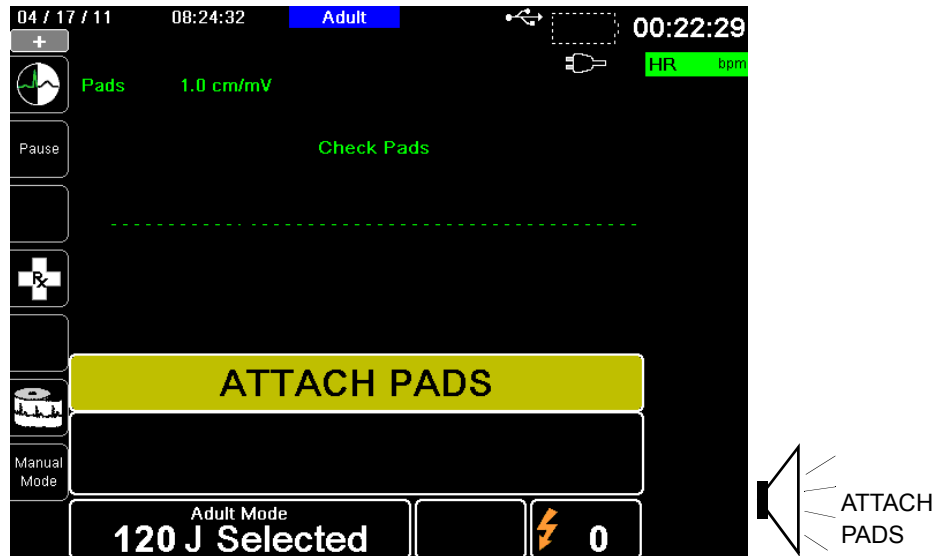 04 / 17 / 11 08:24:32 Adult 00:22:29
+
HR bpm
Pads 1.0 cm/mV
Pause
Check Pads
Rx
ATTACH PADS
Manual
Mode
Adult Mode
120 J Selected 0
ATTACH
PADS